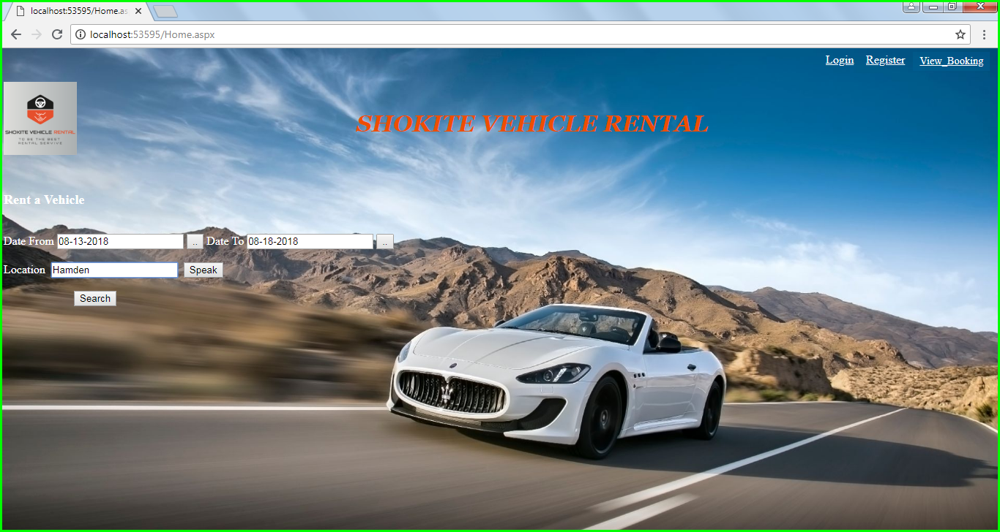 localhost:53595/Home.as
localhost:53595/Home.aspx
Login Register View_Booking
SHOKITE VEHICLE RENTAL
TO BE THE BEST
RENTAL SERVIVE
SHOKITE VEHICLE RENTAL
Rent a Vehicle
Date From 08-13-2018 .. Date To 08-18-2018 ..
Location Hamden Speak
Search